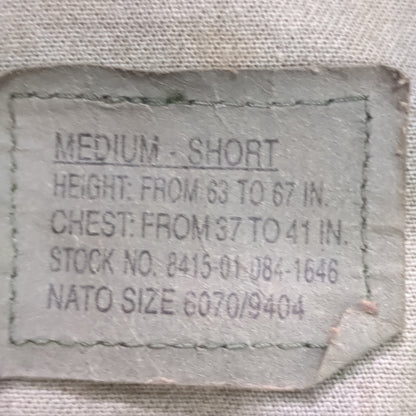 MEDIUM - SHORT
HEIGHT: FROM 63 TO 67 IN.
CHEST: FROM 37 TO 41 IN.
STOCK NO. 8415-01-084-1646
NATO SIZE 6070/9404